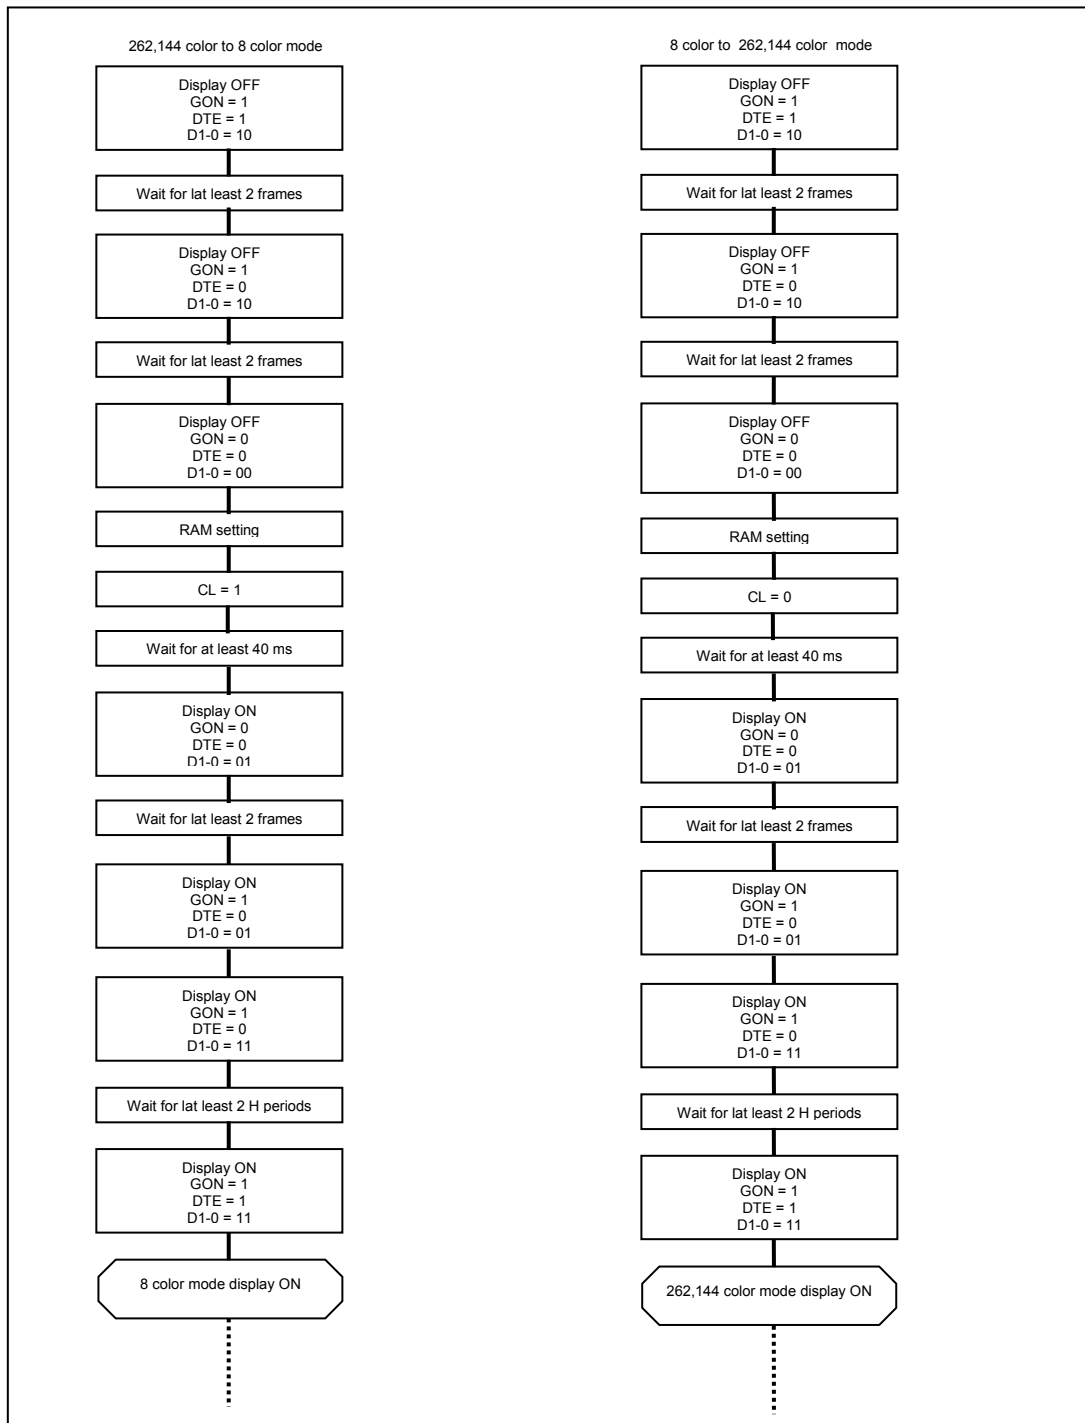 262,144 color to 8 color mode
Display OFF
GON = 1
DTE = 1
D1-0 = 10
Wait for lat least 2 frames
Display OFF
GON = 1
DTE = 0
D1-0 = 10
Wait for lat least 2 frames
Display OFF
GON = 0
DTE = 0
D1-0 = 00
RAM setting
CL = 1
Wait for at least 40 ms
Display ON
GON = 0
DTE = 0
D1-0 = 01
Wait for lat least 2 frames
Display ON
GON = 1
DTE = 0
D1-0 = 01
Display ON
GON = 1
DTE = 0
D1-0 = 11
Wait for lat least 2 H periods
Display ON
GON = 1
DTE = 1
D1-0 = 11
8 color mode display ON
8 color to 262,144 color mode
Display OFF
GON = 1
DTE = 1
D1-0 = 10
Wait for lat least 2 frames
Display OFF
GON = 1
DTE = 0
D1-0 = 10
Wait for lat least 2 frames
Display OFF
GON = 0
DTE = 0
D1-0 = 00
RAM setting
CL = 0
Wait for at least 40 ms
Display ON
GON = 0
DTE = 0
D1-0 = 01
Wait for lat least 2 frames
Display ON
GON = 1
DTE = 0
D1-0 = 01
Display ON
GON = 1
DTE = 0
D1-0 = 11
Wait for lat least 2 H periods
Display ON
GON = 1
DTE = 1
D1-0 = 11
262,144 color mode display ON